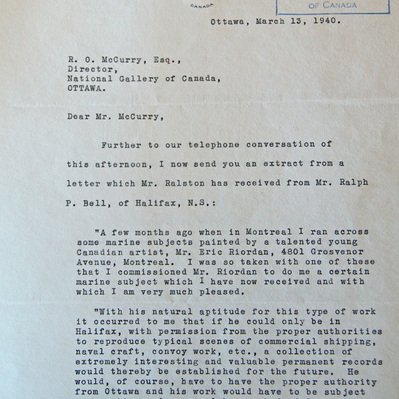 CANADA
OF CANADA
Ottawa, March 13, 1940.
R. O. McCurry, Esq.,
Director,
National Gallery of Canada,
OTTAWA.
Dear Mr. McCurry,
Further to our telephone conversation of
this afternoon, I now send you an extract from a
letter which Mr. Ralston has received from Mr. Ralph
P. Bell, of Halifax, N.S.:
"A few months ago when in Montreal I ran across
some marine subjects painted by a talented young
Canadian artist, Mr. Eric Riordan, 4801 Grosvenor
Avenue, Montreal. I was so taken with one of these
that I commissioned Mr. Riordan to do me a certain
marine subject which I have now received and with
which I am very much pleased.
"With his natural aptitude for this type of work
it occurred to me that if he could only be in
Halifax, with permission from the proper authorities
to reproduce typical scenes of commercial shipping,
naval craft, convoy work, etc., a collection of
extremely interesting and valuable permanent records
would thereby be established for the future. He
would, of course, have to have the proper authority
from Ottawa and his work would have to be subject